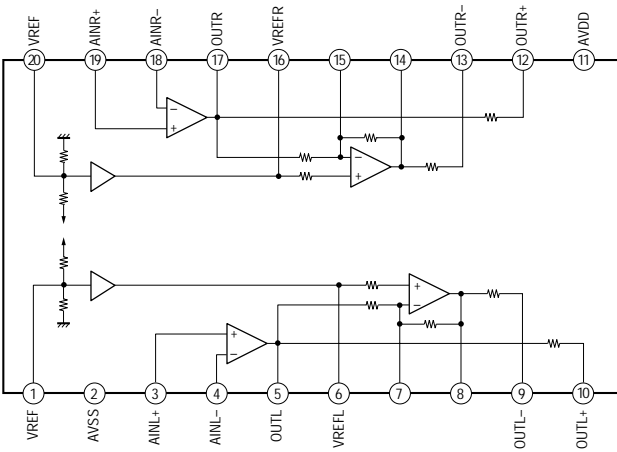 VREF AINR+ AINR− OUTR VREFR OUTR− OUTR+ AVDD
20 19 18 17 16 15 14 13 12 11
−
+
−
+
+
−
+
−
1 2 3 4 5 6 7 8 9 10
VREF AVSS AINL+ AINL− OUTL VREFL OUTL− OUTL+